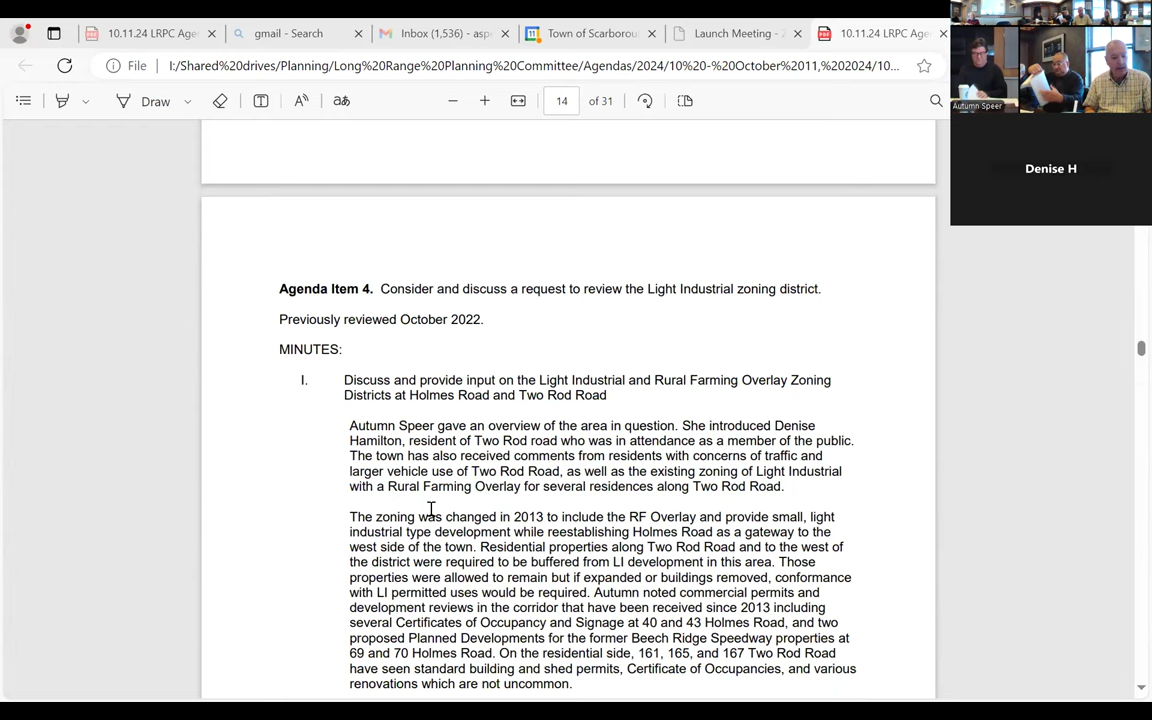 10.11.24 LRPC Age
gmail - Search
Inbox (1,536) - aspe
Town of Scarborou
Launch Meeting - Z
10.11.24 LRPC Age
File
I:/Shared%20drives/Planning/Long%20Range%20Planning%20Committee/Agendas/2024/10%20-%20October%2011,%202024/10...
Draw
14 of 31
Autumn Speer
Denise H
Agenda Item 4. Consider and discuss a request to review the Light Industrial zoning district.
Previously reviewed October 2022.
MINUTES:
I. Discuss and provide input on the Light Industrial and Rural Farming Overlay Zoning
Districts at Holmes Road and Two Rod Road
Autumn Speer gave an overview of the area in question. She introduced Denise
Hamilton, resident of Two Rod road who was in attendance as a member of the public.
The town has also received comments from residents with concerns of traffic and
larger vehicle use of Two Rod Road, as well as the existing zoning of Light Industrial
with a Rural Farming Overlay for several residences along Two Rod Road.
The zoning was changed in 2013 to include the RF Overlay and provide small, light
industrial type development while reestablishing Holmes Road as a gateway to the
west side of the town. Residential properties along Two Rod Road and to the west of
the district were required to be buffered from LI development in this area. Those
properties were allowed to remain but if expanded or buildings removed, conformance
with LI permitted uses would be required. Autumn noted commercial permits and
development reviews in the corridor that have been received since 2013 including
several Certificates of Occupancy and Signage at 40 and 43 Holmes Road, and two
proposed Planned Developments for the former Beech Ridge Speedway properties at
69 and 70 Holmes Road. On the residential side, 161, 165, and 167 Two Rod Road
have seen standard building and shed permits, Certificate of Occupancies, and various
renovations which are not uncommon.